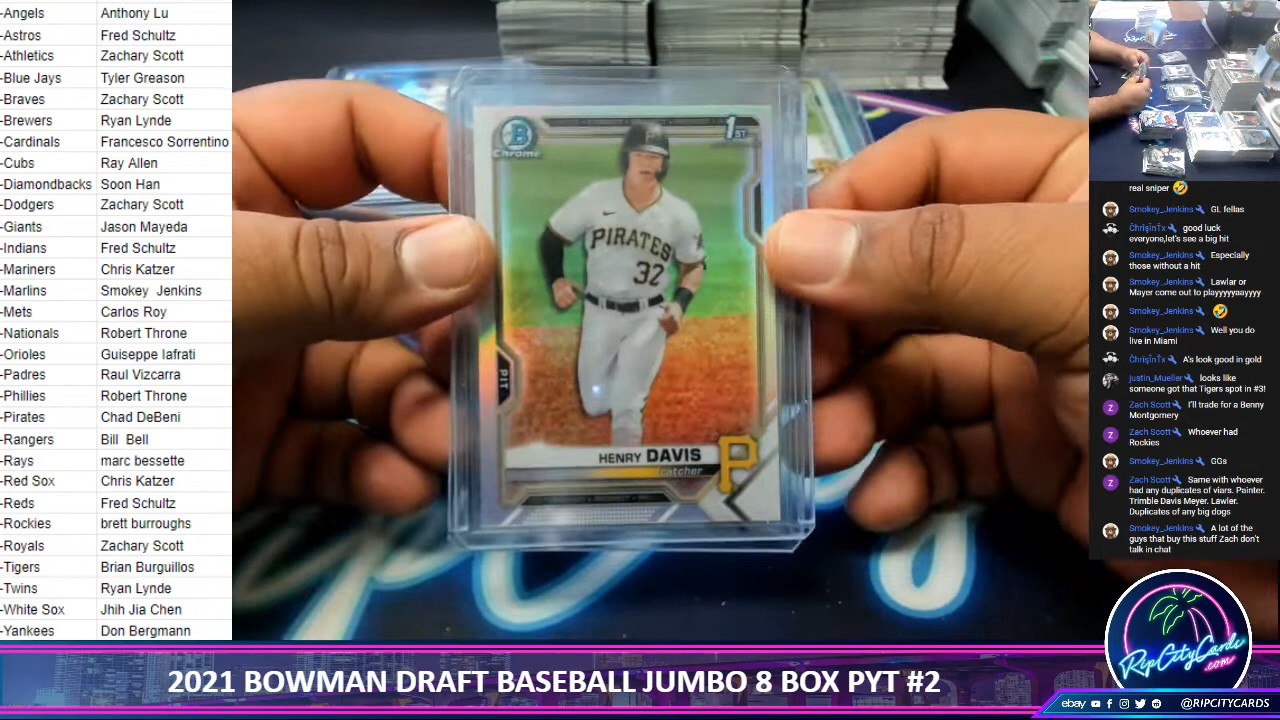 -Angels Anthony Lu
-Astros Fred Schultz
-Athletics Zachary Scott
-Blue Jays Tyler Greason
-Braves Zachary Scott
-Brewers Ryan Lynde
-Cardinals Francesco Sorrentino
-Cubs Ray Allen
-Diamondbacks Soon Han
-Dodgers Zachary Scott
-Giants Jason Mayeda
-Indians Fred Schultz
-Mariners Chris Katzer
-Marlins Smokey Jenkins
-Mets Carlos Roy
-Nationals Robert Throne
-Orioles Guiseppe Iafrati
-Padres Raul Vizcarra
-Phillies Robert Throne
-Pirates Chad DeBeni
-Rangers Bill Bell
-Rays marc bessette
-Red Sox Chris Katzer
-Reds Fred Schultz
-Rockies brett burroughs
-Royals Zachary Scott
-Tigers Brian Burguillos
-Twins Ryan Lynde
-White Sox Jhih Jia Chen
-Yankees Don Bergmann
B
Chrome
1ST
PIRATES
32
PIT
HENRY DAVIS
catcher
P
real sniper
Smokey_Jenkins GL fellas
ČhrïşĭnŤx good luck
everyone,let's see a big hit
Smokey_Jenkins Especially
those without a hit
Smokey_Jenkins Lawlar or
Mayer come out to playyyyyaayyyy
Smokey_Jenkins 🤣
Smokey_Jenkins Well you do
live in Miami
ČhrïşĭnŤx A's look good in gold
justin_Mueller looks like
someone got that Tigers spot in #3!
Z Zach Scott I'll trade for a Benny
Montgomery
Z Zach Scott Whoever had
Rockies
Smokey_Jenkins GGs
Z Zach Scott Same with whoever
had any duplicates of viars. Painter.
Trimble Davis Meyer. Lawler.
Duplicates of any big dogs
Smokey_Jenkins A lot of the
guys that buy this stuff Zach don't
talk in chat
RipCityCards
.com
2021 BOWMAN DRAFT BASEBALL JUMBO 8 BOX PYT #2
ebay @RIPCITYCARDS